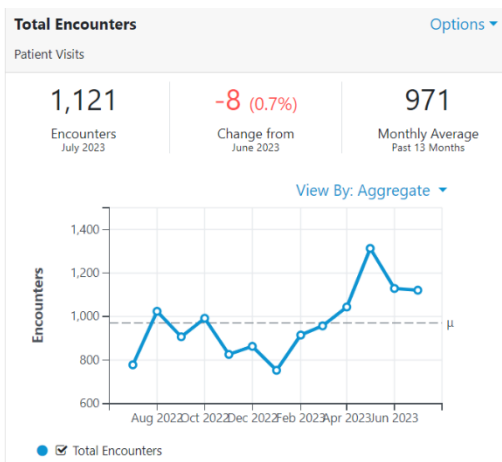 Total Encounters
Options
Patient Visits
1,121
Encounters
July 2023
-8 (0.7%)
Change from
June 2023
971
Monthly Average
Past 13 Months
View By: Aggregate
1,400
1,200
1,000
800
600
Encounters
μ
Aug 2022 Oct 2022 Dec 2022 Feb 2023 Apr 2023 Jun 2023
Total Encounters